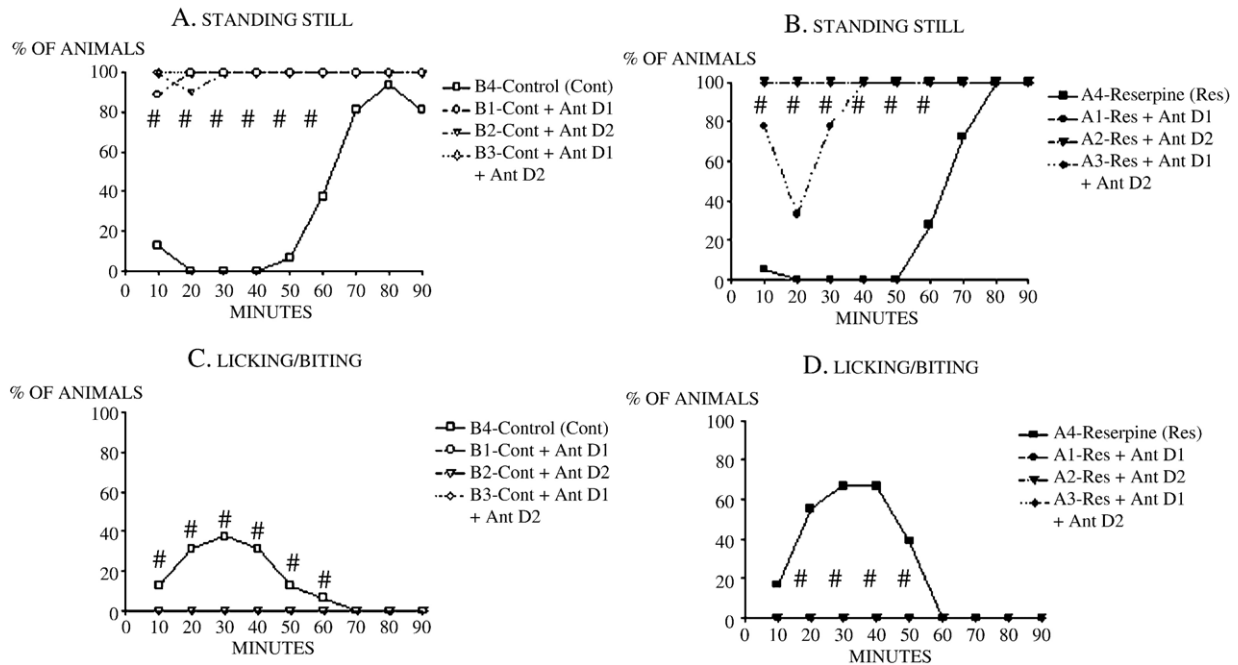 A. STANDING STILL
% OF ANIMALS
100
80
60
40
20
0
# # # # # #
0 10 20 30 40 50 60 70 80 90
MINUTES
B4-Control (Cont)
B1-Cont + Ant D1
B2-Cont + Ant D2
B3-Cont + Ant D1
+ Ant D2
B. STANDING STILL
% OF ANIMALS
100
80
60
40
20
0
# # # # # #
0 10 20 30 40 50 60 70 80 90
MINUTES
A4-Reserpine (Res)
A1-Res + Ant D1
A2-Res + Ant D2
A3-Res + Ant D1
+ Ant D2
C. LICKING/BITING
% OF ANIMALS
100
80
60
40
20
0
# # # # # #
0 10 20 30 40 50 60 70 80 90
MINUTES
B4-Control (Cont)
B1-Cont + Ant D1
B2-Cont + Ant D2
B3-Cont + Ant D1
+ Ant D2
D. LICKING/BITING
% OF ANIMALS
100
80
60
40
20
0
# # # #
0 10 20 30 40 50 60 70 80 90
MINUTES
A4-Reserpine (Res)
A1-Res + Ant D1
A2-Res + Ant D2
A3-Res + Ant D1
+ Ant D2